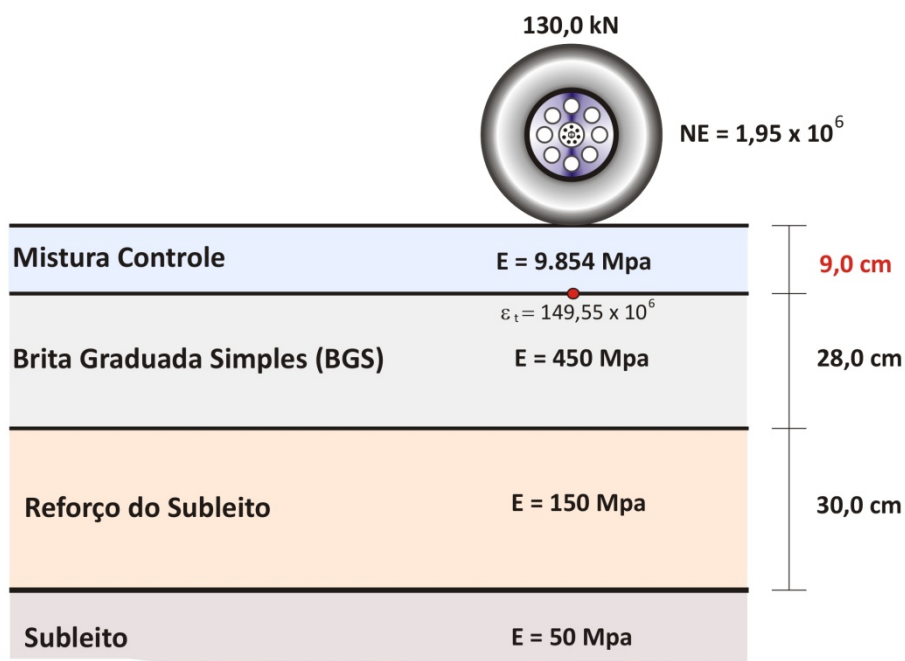 130,0 kN
NE = 1,95 x 10⁶
Mistura Controle
E = 9.854 Mpa
9,0 cm
ε t = 149,55 x 10⁶
Brita Graduada Simples (BGS)
E = 450 Mpa
28,0 cm
Reforço do Subleito
E = 150 Mpa
30,0 cm
Subleito
E = 50 Mpa